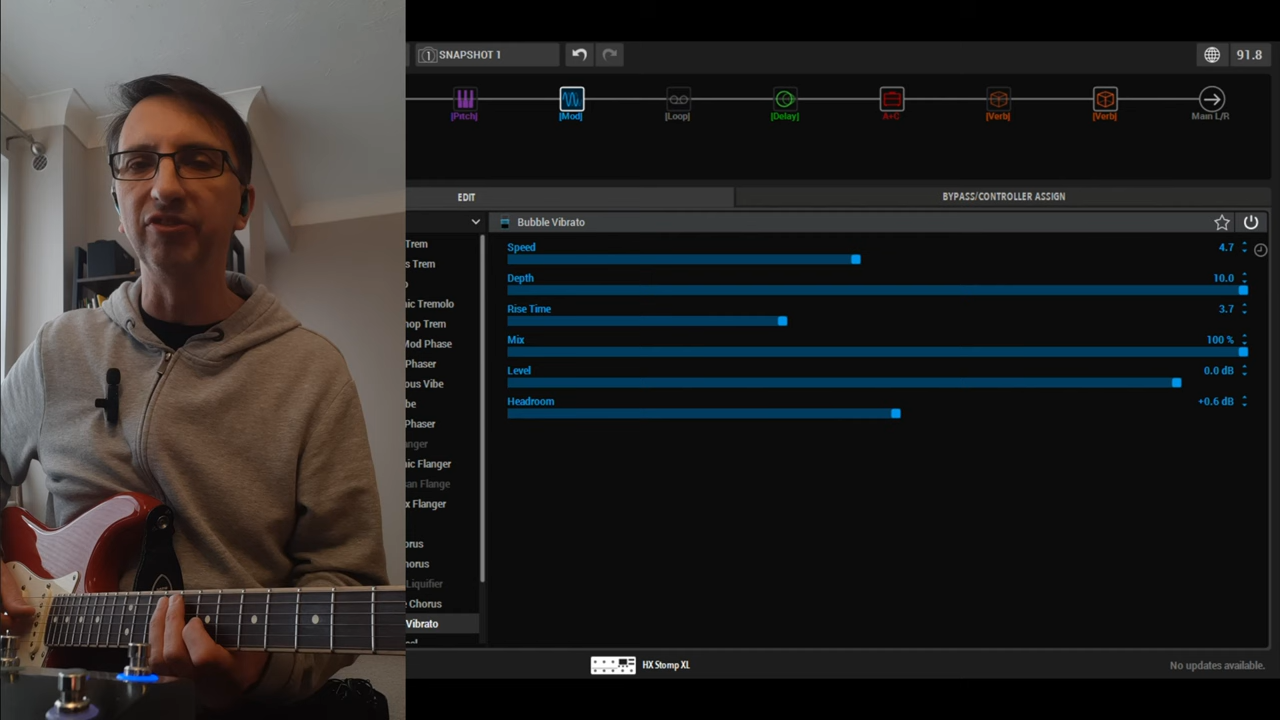 1 SNAPSHOT 1
91.8
|Pitch| |Mod| |Loop| |Delay| A+C |Verb| |Verb| Main L/R
EDIT
BYPASS/CONTROLLER ASSIGN
Bubble Vibrato
Trem
s Trem
o
ic Tremolo
hop Trem
Mod Phase
Phaser
ous Vibe
be
Phaser
anger
ic Flanger
an Flange
x Flanger
orus
horus
Liquifier
e Chorus
Vibrato
Speed 4.7
Depth 10.0
Rise Time 3.7
Mix 100 %
Level 0.0 dB
Headroom +0.6 dB
HX Stomp XL
No updates available.